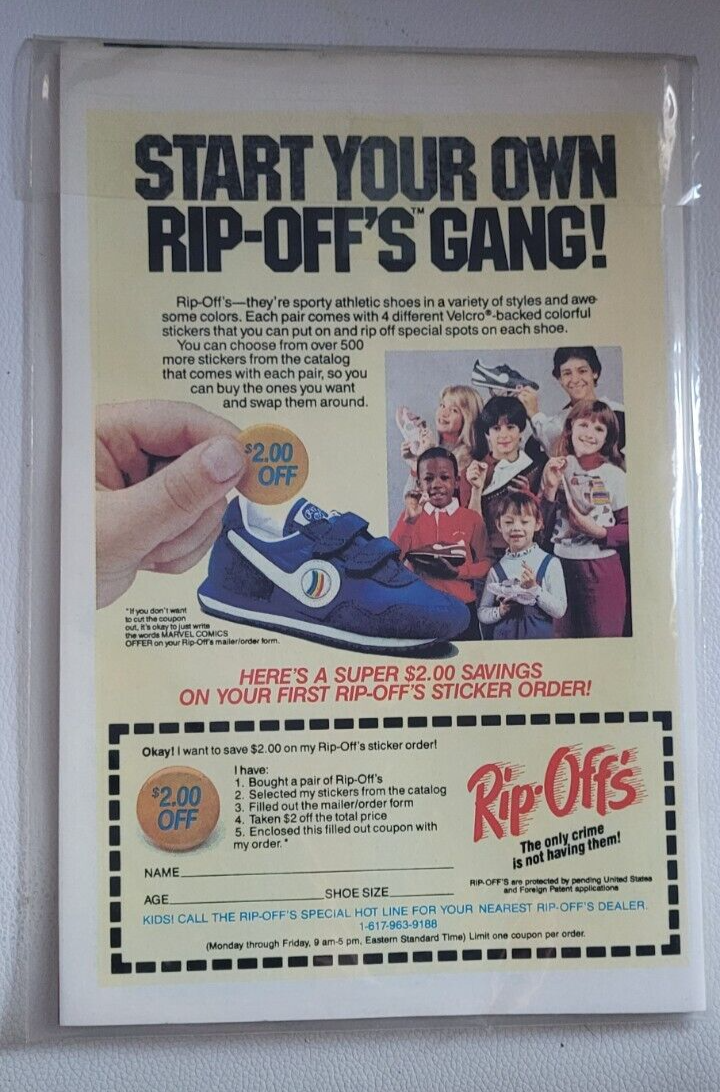 START YOUR OWN
RIP-OFF'S™ GANG!
Rip-Off's—they're sporty athletic shoes in a variety of styles and awe-
some colors. Each pair comes with 4 different Velcro®-backed colorful
stickers that you can put on and rip off special spots on each shoe.
You can choose from over 500
more stickers from the catalog
that comes with each pair, so you
can buy the ones you want
and swap them around.
$2.00
OFF
*If you don't want
to cut the coupon
out, it's okay to just write
the words MARVEL COMICS
OFFER on your Rip-Off's mailer/order form.
HERE'S A SUPER $2.00 SAVINGS
ON YOUR FIRST RIP-OFF'S STICKER ORDER!
Okay! I want to save $2.00 on my Rip-Off's sticker order!
$2.00
OFF
I have:
1. Bought a pair of Rip-Off's
2. Selected my stickers from the catalog
3. Filled out the mailer/order form
4. Taken $2 off the total price
5. Enclosed this filled out coupon with
my order.*
Rip-Off's
The only crime
is not having them!
NAME
AGE SHOE SIZE
RIP-OFF'S are protected by pending United States
and Foreign Patent applications
KIDS! CALL THE RIP-OFF'S SPECIAL HOT LINE FOR YOUR NEAREST RIP-OFF'S DEALER.
1-617-963-9188
(Monday through Friday, 9 am-5 pm, Eastern Standard Time) Limit one coupon per order.